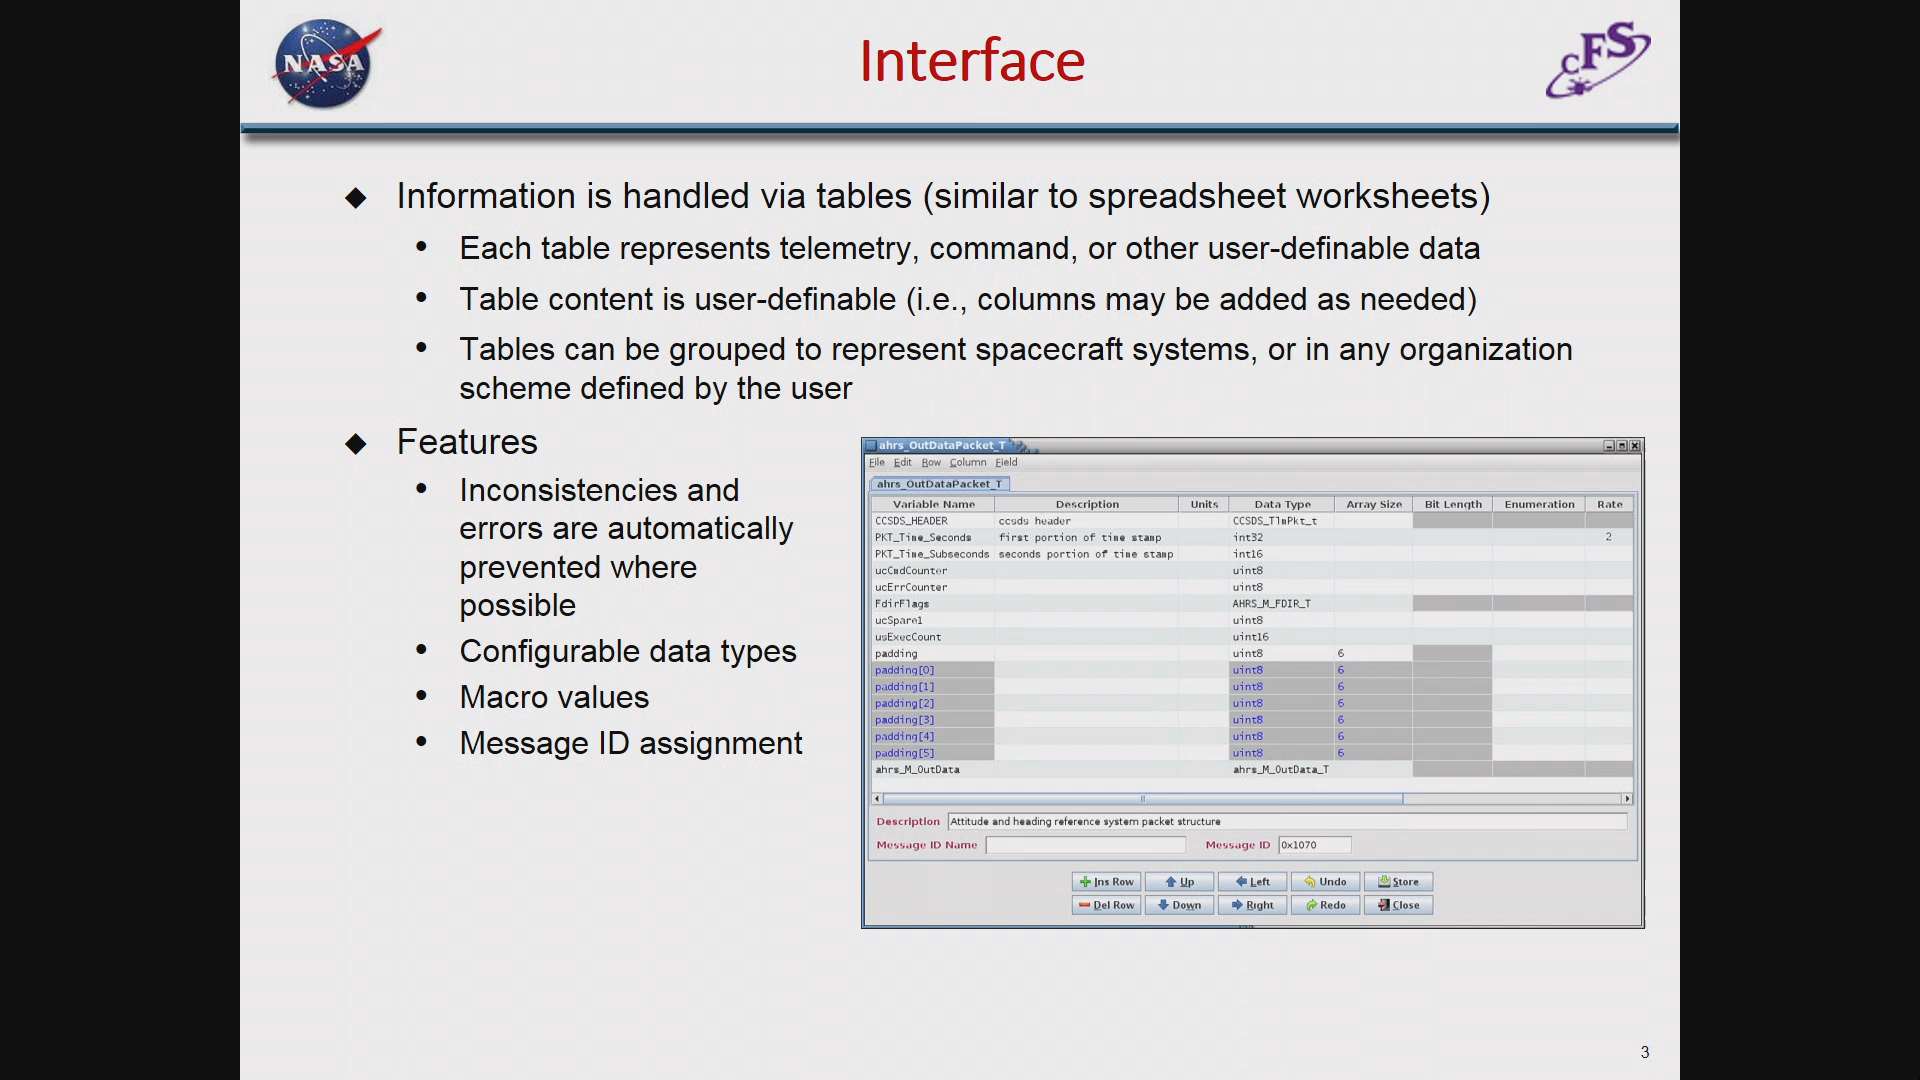 NASA
Interface
cFS
◆ Information is handled via tables (similar to spreadsheet worksheets)
• Each table represents telemetry, command, or other user-definable data
• Table content is user-definable (i.e., columns may be added as needed)
• Tables can be grouped to represent spacecraft systems, or in any organization
scheme defined by the user
◆ Features
• Inconsistencies and
errors are automatically
prevented where
possible
• Configurable data types
• Macro values
• Message ID assignment
ahrs_OutDataPacket_T
File Edit Row Column Field
ahrs_OutDataPacket_T
Variable Name Description Units Data Type Array Size Bit Length Enumeration Rate
CCSDS_HEADER ccsds header CCSDS_TlmPkt_t
PKT_Time_Seconds first portion of time stamp int32 2
PKT_Time_Subseconds seconds portion of time stamp int16
ucCmdCounter uint8
ucErrCounter uint8
FdirFlags AHRS_M_FDIR_T
ucSpare1 uint8
usExecCount uint16
padding uint8 6
padding[0] uint8 6
padding[1] uint8 6
padding[2] uint8 6
padding[3] uint8 6
padding[4] uint8 6
padding[5] uint8 6
ahrs_M_OutData ahrs_M_OutData_T
Description Attitude and heading reference system packet structure
Message ID Name Message ID 0x1070
Ins Row Up Left Undo Store
Del Row Down Right Redo Close
3